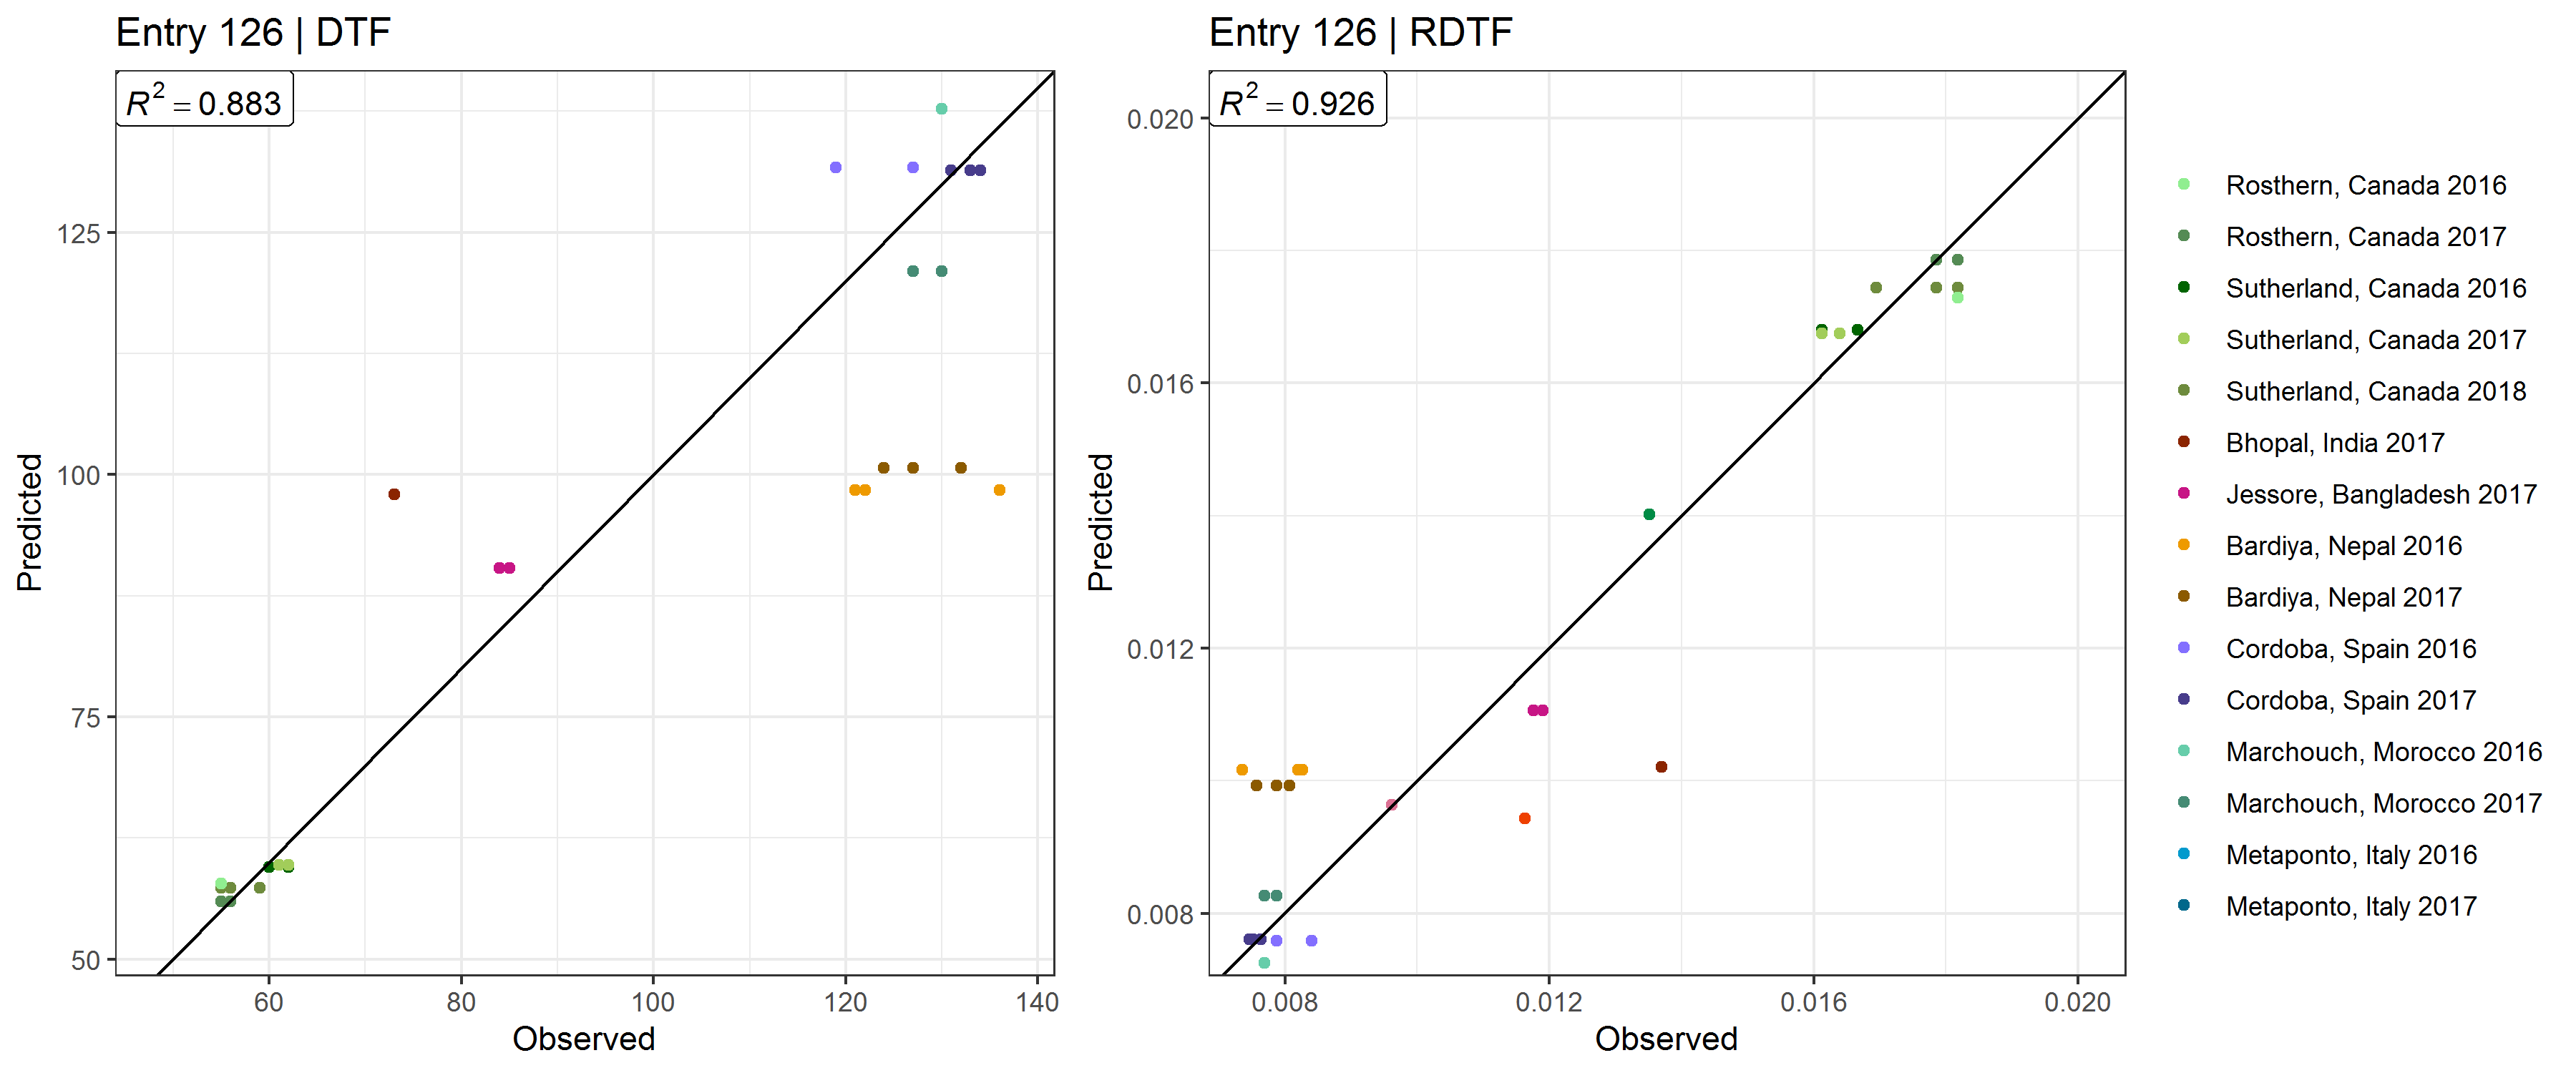 Entry 126 | DTF
R² = 0.883
125
100
75
50
60 80 100 120 140
Observed
Predicted
Entry 126 | RDTF
R² = 0.926
0.020
0.016
0.012
0.008
0.008 0.012 0.016 0.020
Observed
Predicted
Rosthern, Canada 2016
Rosthern, Canada 2017
Sutherland, Canada 2016
Sutherland, Canada 2017
Sutherland, Canada 2018
Bhopal, India 2017
Jessore, Bangladesh 2017
Bardiya, Nepal 2016
Bardiya, Nepal 2017
Cordoba, Spain 2016
Cordoba, Spain 2017
Marchouch, Morocco 2016
Marchouch, Morocco 2017
Metaponto, Italy 2016
Metaponto, Italy 2017